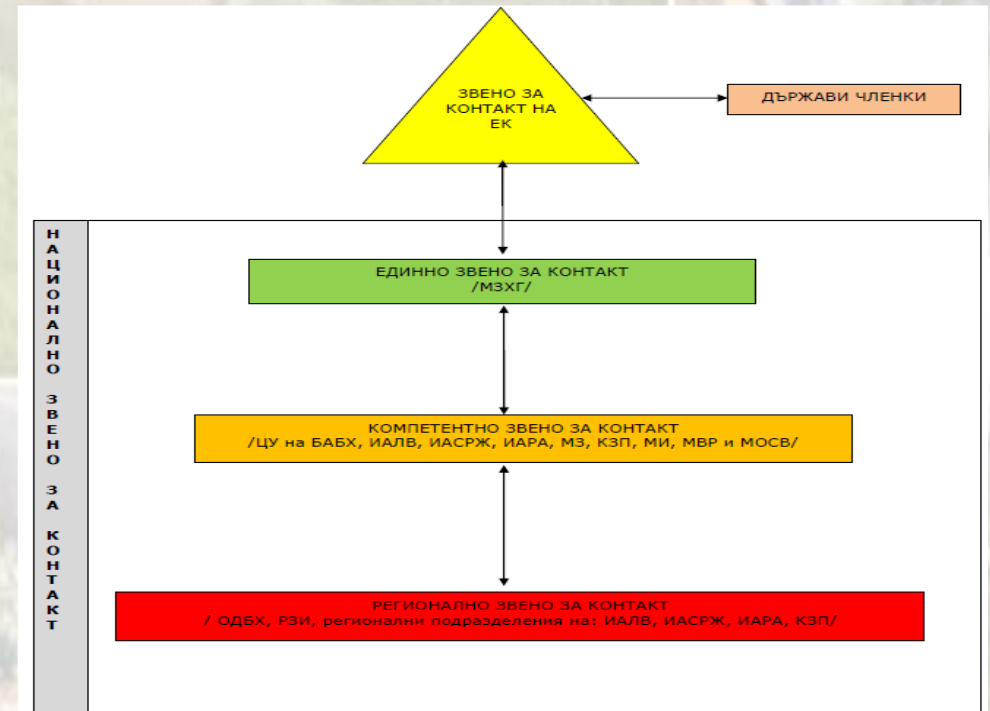 ЗВЕНО ЗА
КОНТАКТ НА
ЕК
ДЪРЖАВИ ЧЛЕНКИ
НАЦИОНАЛНО ЗВЕНО ЗА КОНТАКТ
ЕДИННО ЗВЕНО ЗА КОНТАКТ
/МЗХГ/
КОМПЕТЕНТНО ЗВЕНО ЗА КОНТАКТ
/ЦУ на БАБХ, ИАЛВ, ИАСРЖ, ИАРА, МЗ, КЗП, МИ, МВР и МОСВ/
РЕГИОНАЛНО ЗВЕНО ЗА КОНТАКТ
/ ОДБХ, РЗИ, регионални подразделения на: ИАЛВ, ИАСРЖ, ИАРА, КЗП/